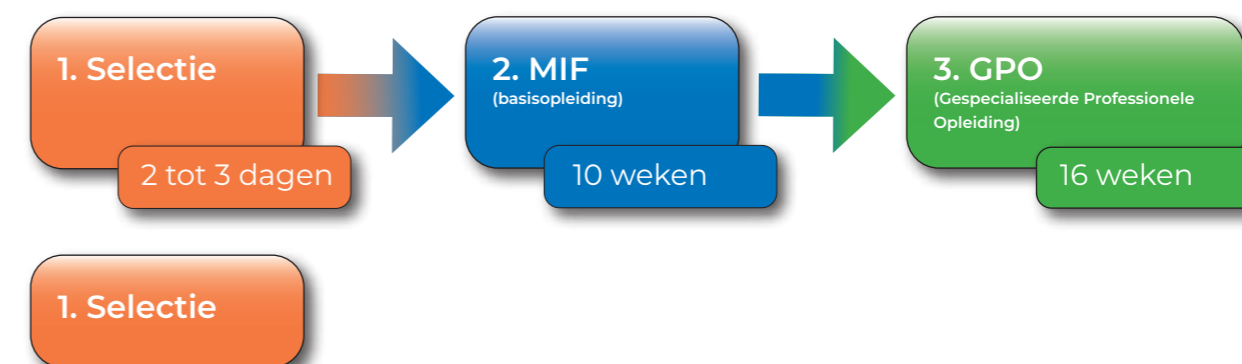 1. Selectie
2 tot 3 dagen
2. MIF
(basisopleiding)
10 weken
3. GPO
(Gespecialiseerde Professionele
Opleiding)
16 weken
1. Selectie